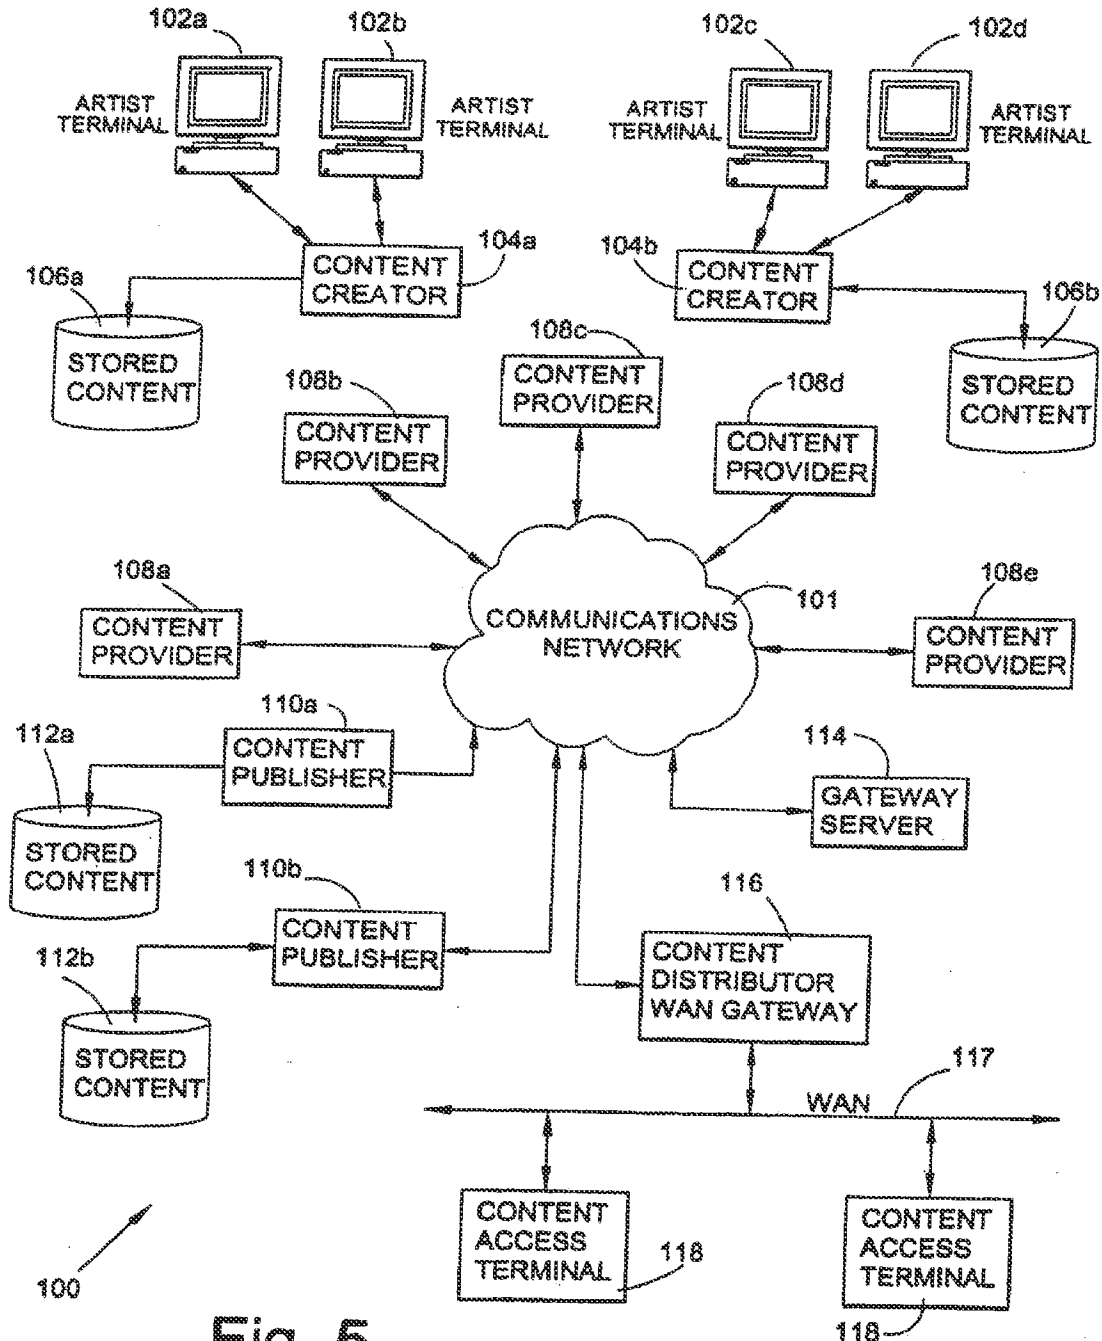 102a
102b
102c
102d
ARTIST
TERMINAL
ARTIST
TERMINAL
ARTIST
TERMINAL
ARTIST
TERMINAL
104a
CONTENT
CREATOR
104b
CONTENT
CREATOR
106a
STORED
CONTENT
106b
STORED
CONTENT
108c
CONTENT
PROVIDER
108b
CONTENT
PROVIDER
108d
CONTENT
PROVIDER
108a
CONTENT
PROVIDER
COMMUNICATIONS
NETWORK
101
108e
CONTENT
PROVIDER
110a
CONTENT
PUBLISHER
112a
STORED
CONTENT
114
GATEWAY
SERVER
110b
CONTENT
PUBLISHER
112b
STORED
CONTENT
116
CONTENT
DISTRIBUTOR
WAN GATEWAY
117
WAN
CONTENT
ACCESS
TERMINAL
118
CONTENT
ACCESS
TERMINAL
118
100
Fig. 5